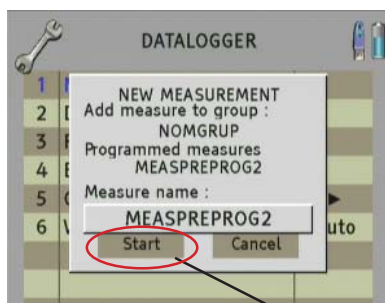 DATALOGGER
1
2
3
4
5
6
NEW MEASUREMENT
Add measure to group :
NOMGRUP
Programmed measures
MEASPREPROG2
Measure name :
MEASPREPROG2
Start Cancel
uto